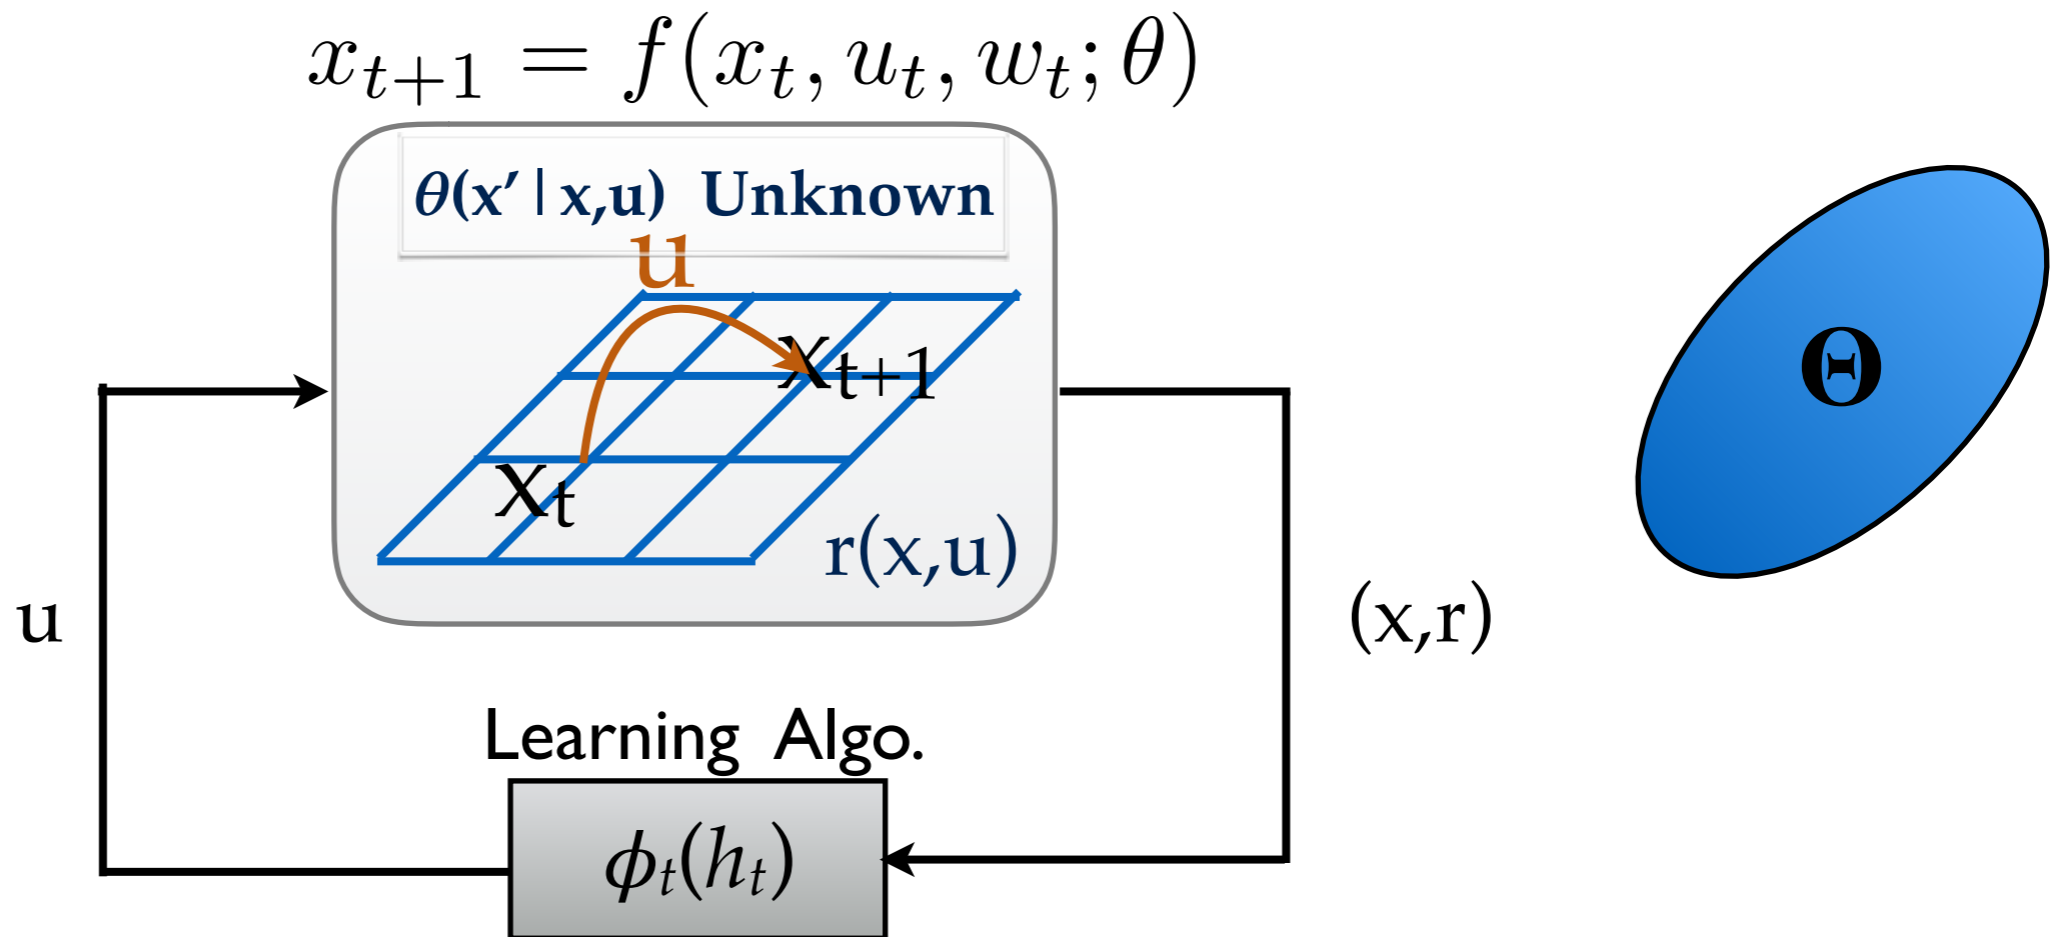 x_{t+1} = f(x_t, u_t, w_t; θ)
θ(x′|x,u) Unknown
u
x_{t+1}
x_t
r(x,u)
Θ
u
(x,r)
Learning Algo.
ϕ_t(h_t)